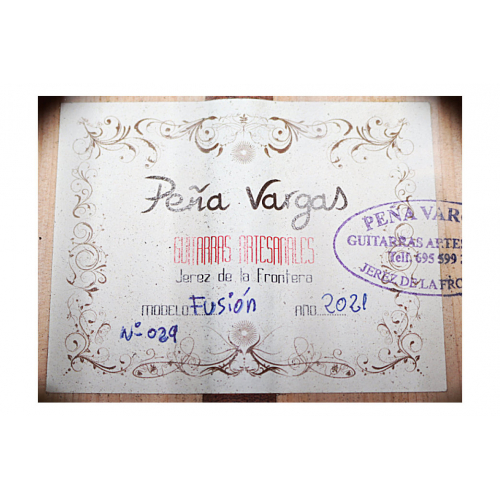 Peña Vargas
GUITARRAS ARTESANALES
Jerez de la Frontera
MODELO Fusión AÑO 2021
Nº 029
PEÑA VAR
GUITARRAS ARTES
Telf. 695 599
JEREZ DE LA FRO